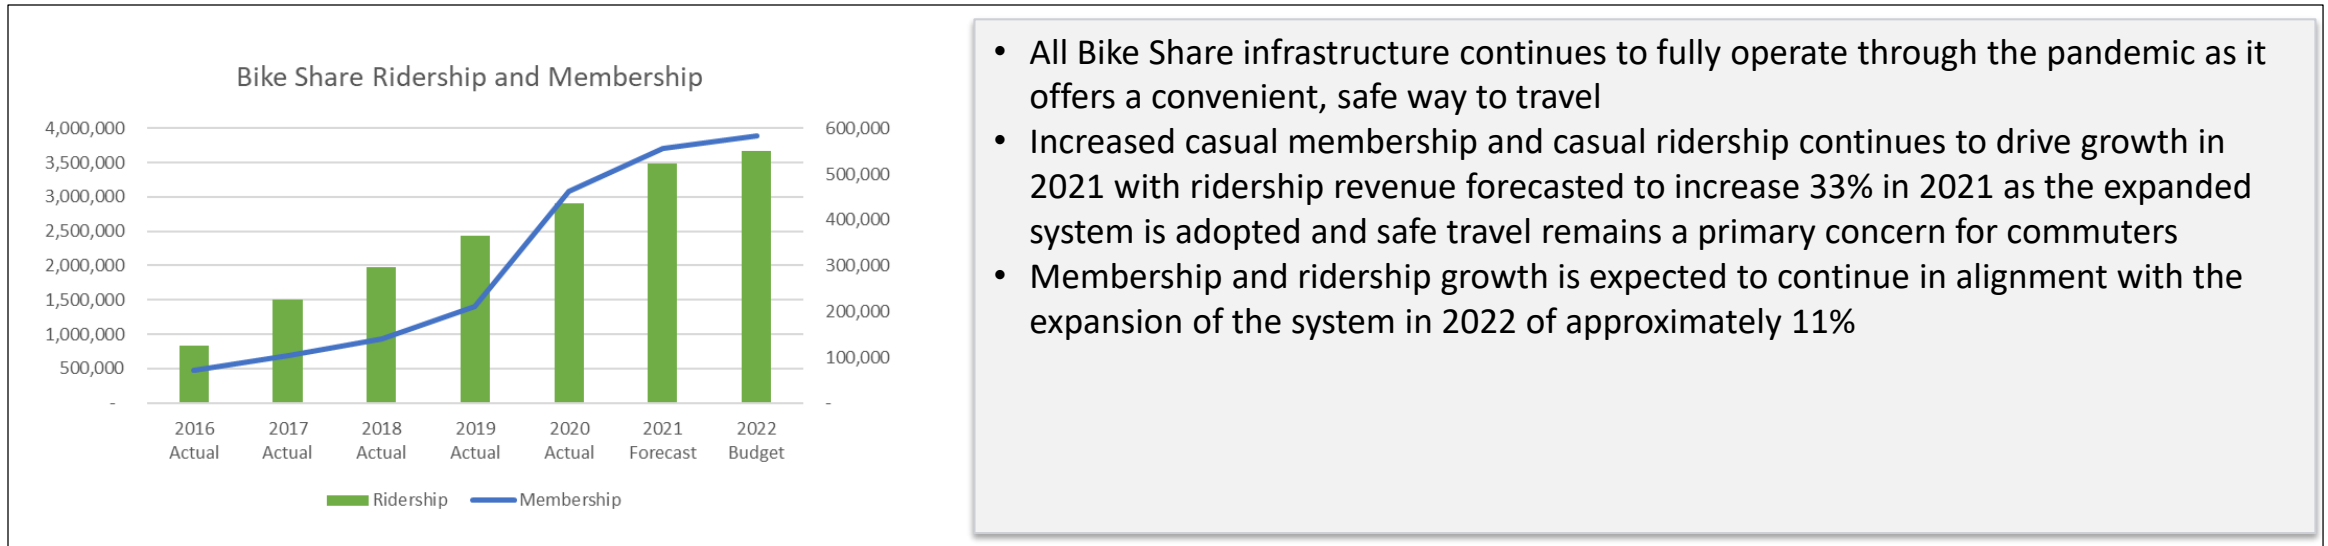 Bike Share Ridership and Membership
4,000,000
3,500,000
3,000,000
2,500,000
2,000,000
1,500,000
1,000,000
500,000
-
600,000
500,000
400,000
300,000
200,000
100,000
-
2016 Actual
2017 Actual
2018 Actual
2019 Actual
2020 Actual
2021 Forecast
2022 Budget
Ridership
Membership
• All Bike Share infrastructure continues to fully operate through the pandemic as it
offers a convenient, safe way to travel
• Increased casual membership and casual ridership continues to drive growth in
2021 with ridership revenue forecasted to increase 33% in 2021 as the expanded
system is adopted and safe travel remains a primary concern for commuters
• Membership and ridership growth is expected to continue in alignment with the
expansion of the system in 2022 of approximately 11%